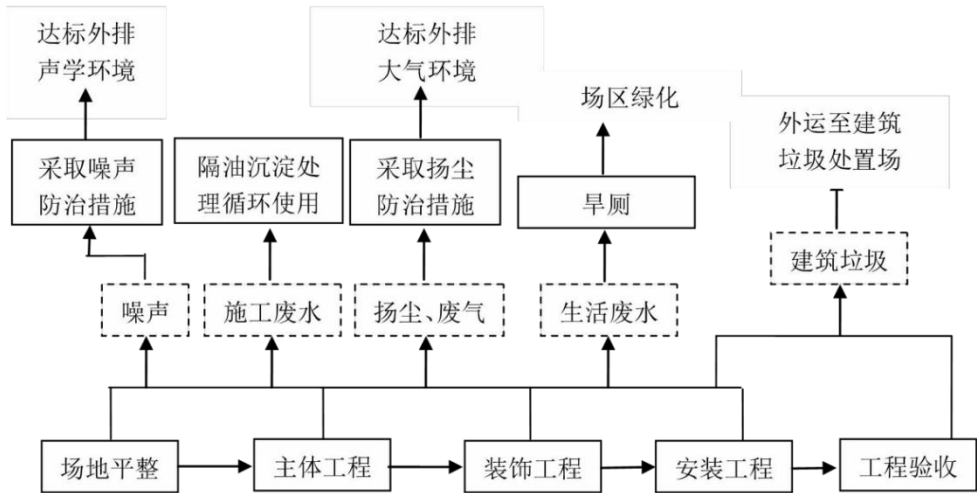 达标外排
声学环境
达标外排
大气环境
场区绿化
外运至建筑
垃圾处置场
采取噪声
防治措施
隔油沉淀处
理循环使用
采取扬尘
防治措施
旱厕
建筑垃圾
噪声
施工废水
扬尘、废气
生活废水
场地平整
主体工程
装饰工程
安装工程
工程验收